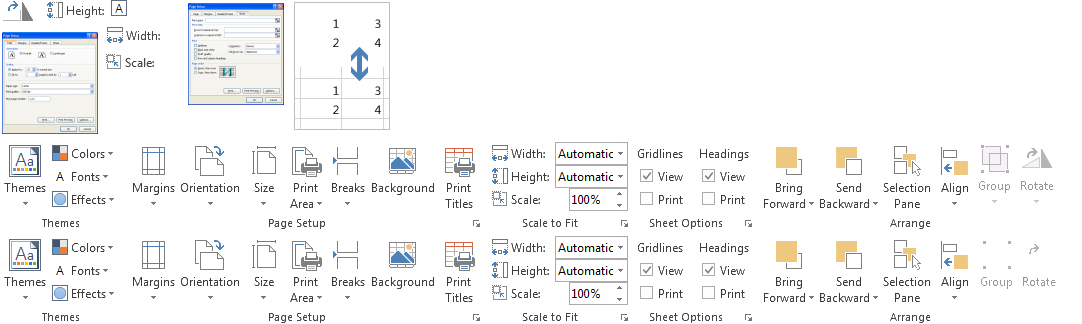 Height: A
Width:
Scale:
Page Setup
1 3
2 4
1 3
2 4
Aa Colors Width: Automatic Gridlines Headings
A Fonts Height: Automatic View View
Themes Effects Margins Orientation Size Print Area Breaks Background Print Titles Scale: 100% Print Print Bring Forward Send Backward Selection Pane Align Group Rotate
Themes Page Setup Scale to Fit Sheet Options Arrange
Aa Colors Width: Automatic Gridlines Headings
A Fonts Height: Automatic View View
Themes Effects Margins Orientation Size Print Area Breaks Background Print Titles Scale: 100% Print Print Bring Forward Send Backward Selection Pane Align Group Rotate
Themes Page Setup Scale to Fit Sheet Options Arrange